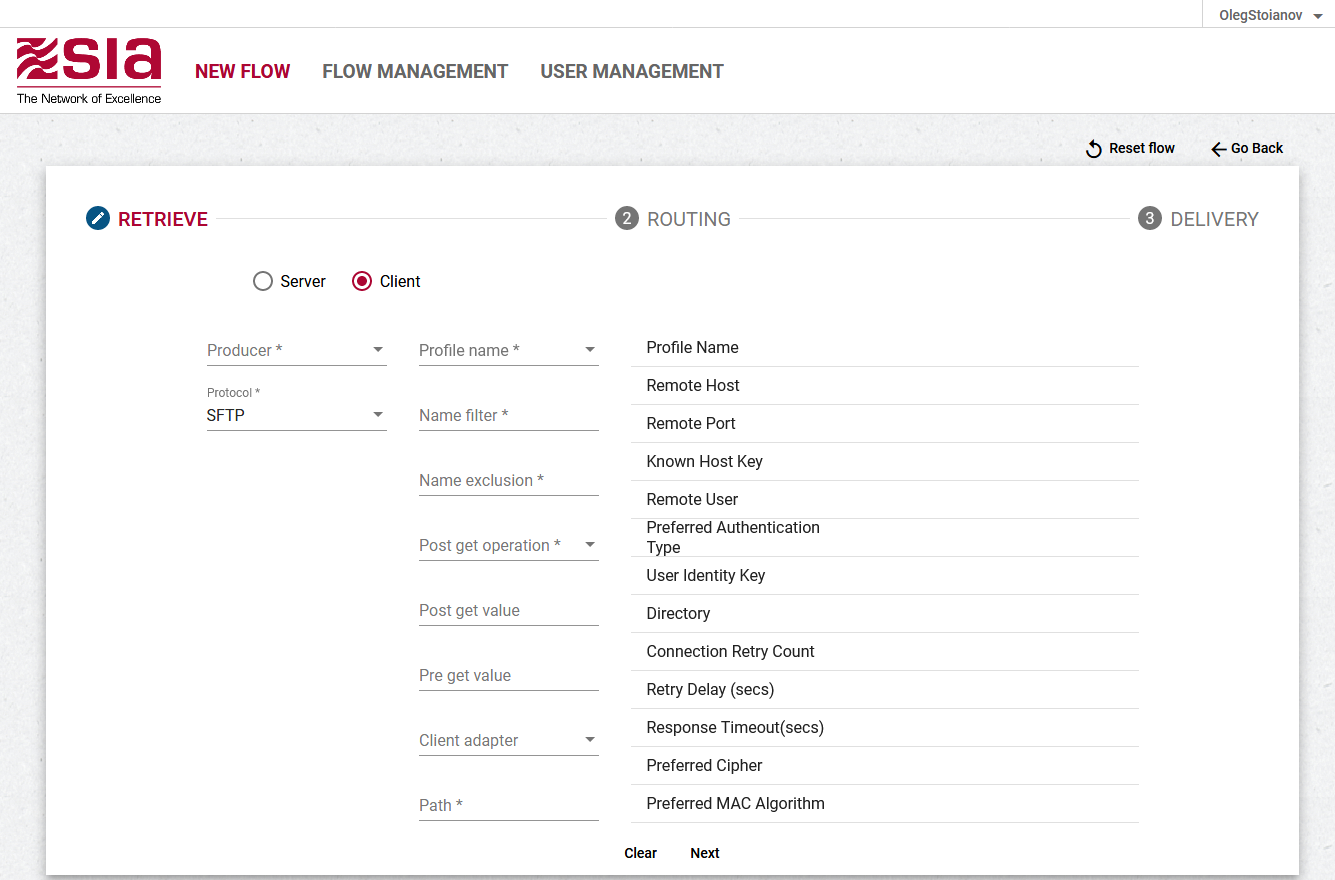 OlegStoianov
sia
The Network of Excellence
NEW FLOW
FLOW MANAGEMENT
USER MANAGEMENT
Reset flow
Go Back
RETRIEVE
2 ROUTING
3 DELIVERY
Server
Client
Producer *
Protocol *
SFTP
Profile name *
Name filter *
Name exclusion *
Post get operation *
Post get value
Pre get value
Client adapter
Path *
Profile Name
Remote Host
Remote Port
Known Host Key
Remote User
Preferred Authentication
Type
User Identity Key
Directory
Connection Retry Count
Retry Delay (secs)
Response Timeout(secs)
Preferred Cipher
Preferred MAC Algorithm
Clear
Next